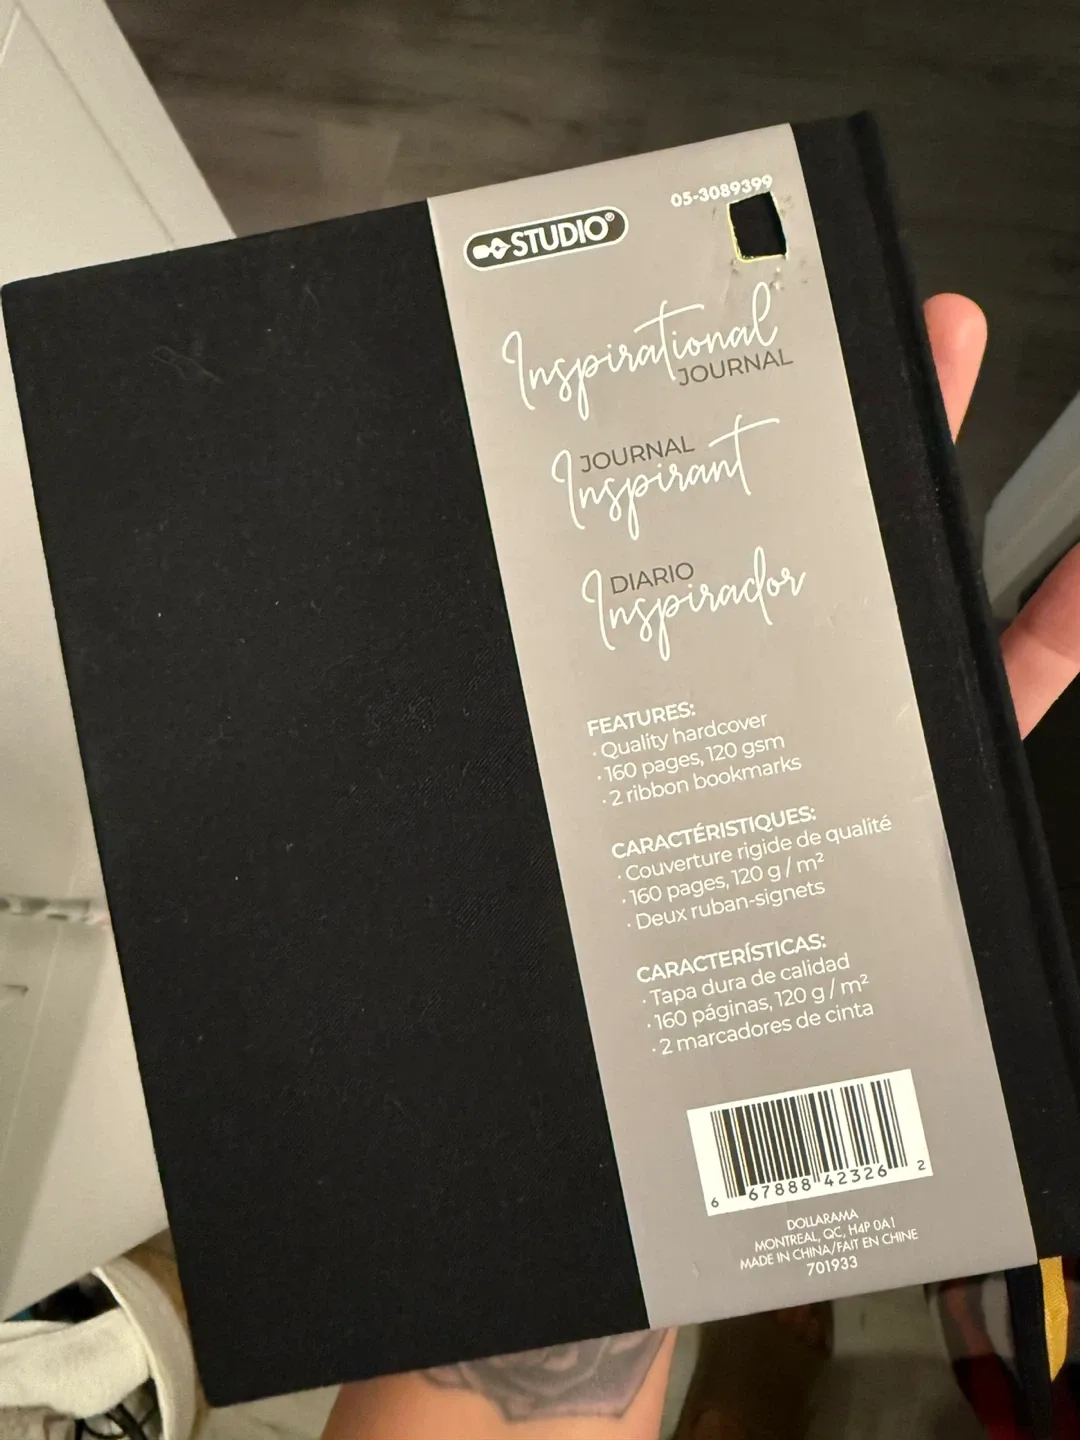 05-3089399
STUDIO®
Inspirational
JOURNAL
JOURNAL
Inspirant
DIARIO
Inspirador
FEATURES:
· Quality hardcover
· 160 pages, 120 gsm
· 2 ribbon bookmarks
CARACTÉRISTIQUES:
· Couverture rigide de qualité
· 160 pages, 120 g / m²
· Deux ruban-signets
CARACTERÍSTICAS:
· Tapa dura de calidad
· 160 páginas, 120 g / m²
· 2 marcadores de cinta
6 67888 42326 2
DOLLARAMA
MONTREAL, QC, H4P 0A1
MADE IN CHINA/FAIT EN CHINE
701933